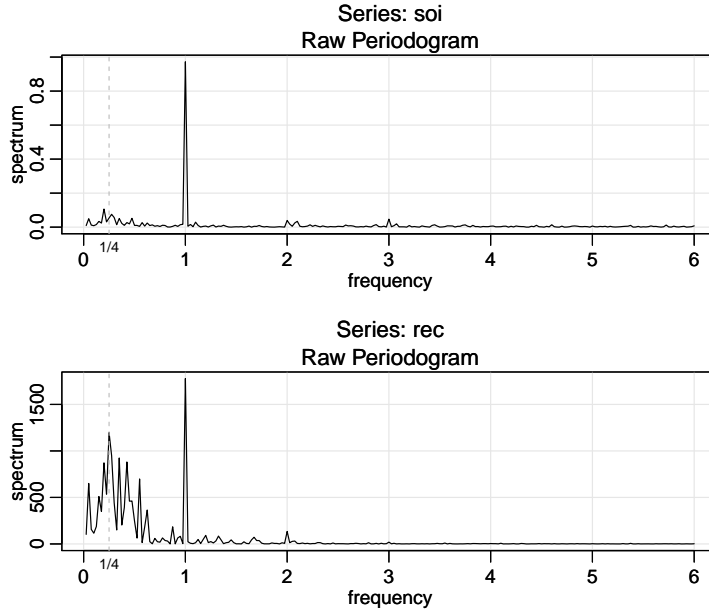 Series: soi
Raw Periodogram
spectrum
0.8
0.4
0.0
0 1/4 1 2 3 4 5 6
frequency
Series: rec
Raw Periodogram
spectrum
1500
500
0
0 1/4 1 2 3 4 5 6
frequency